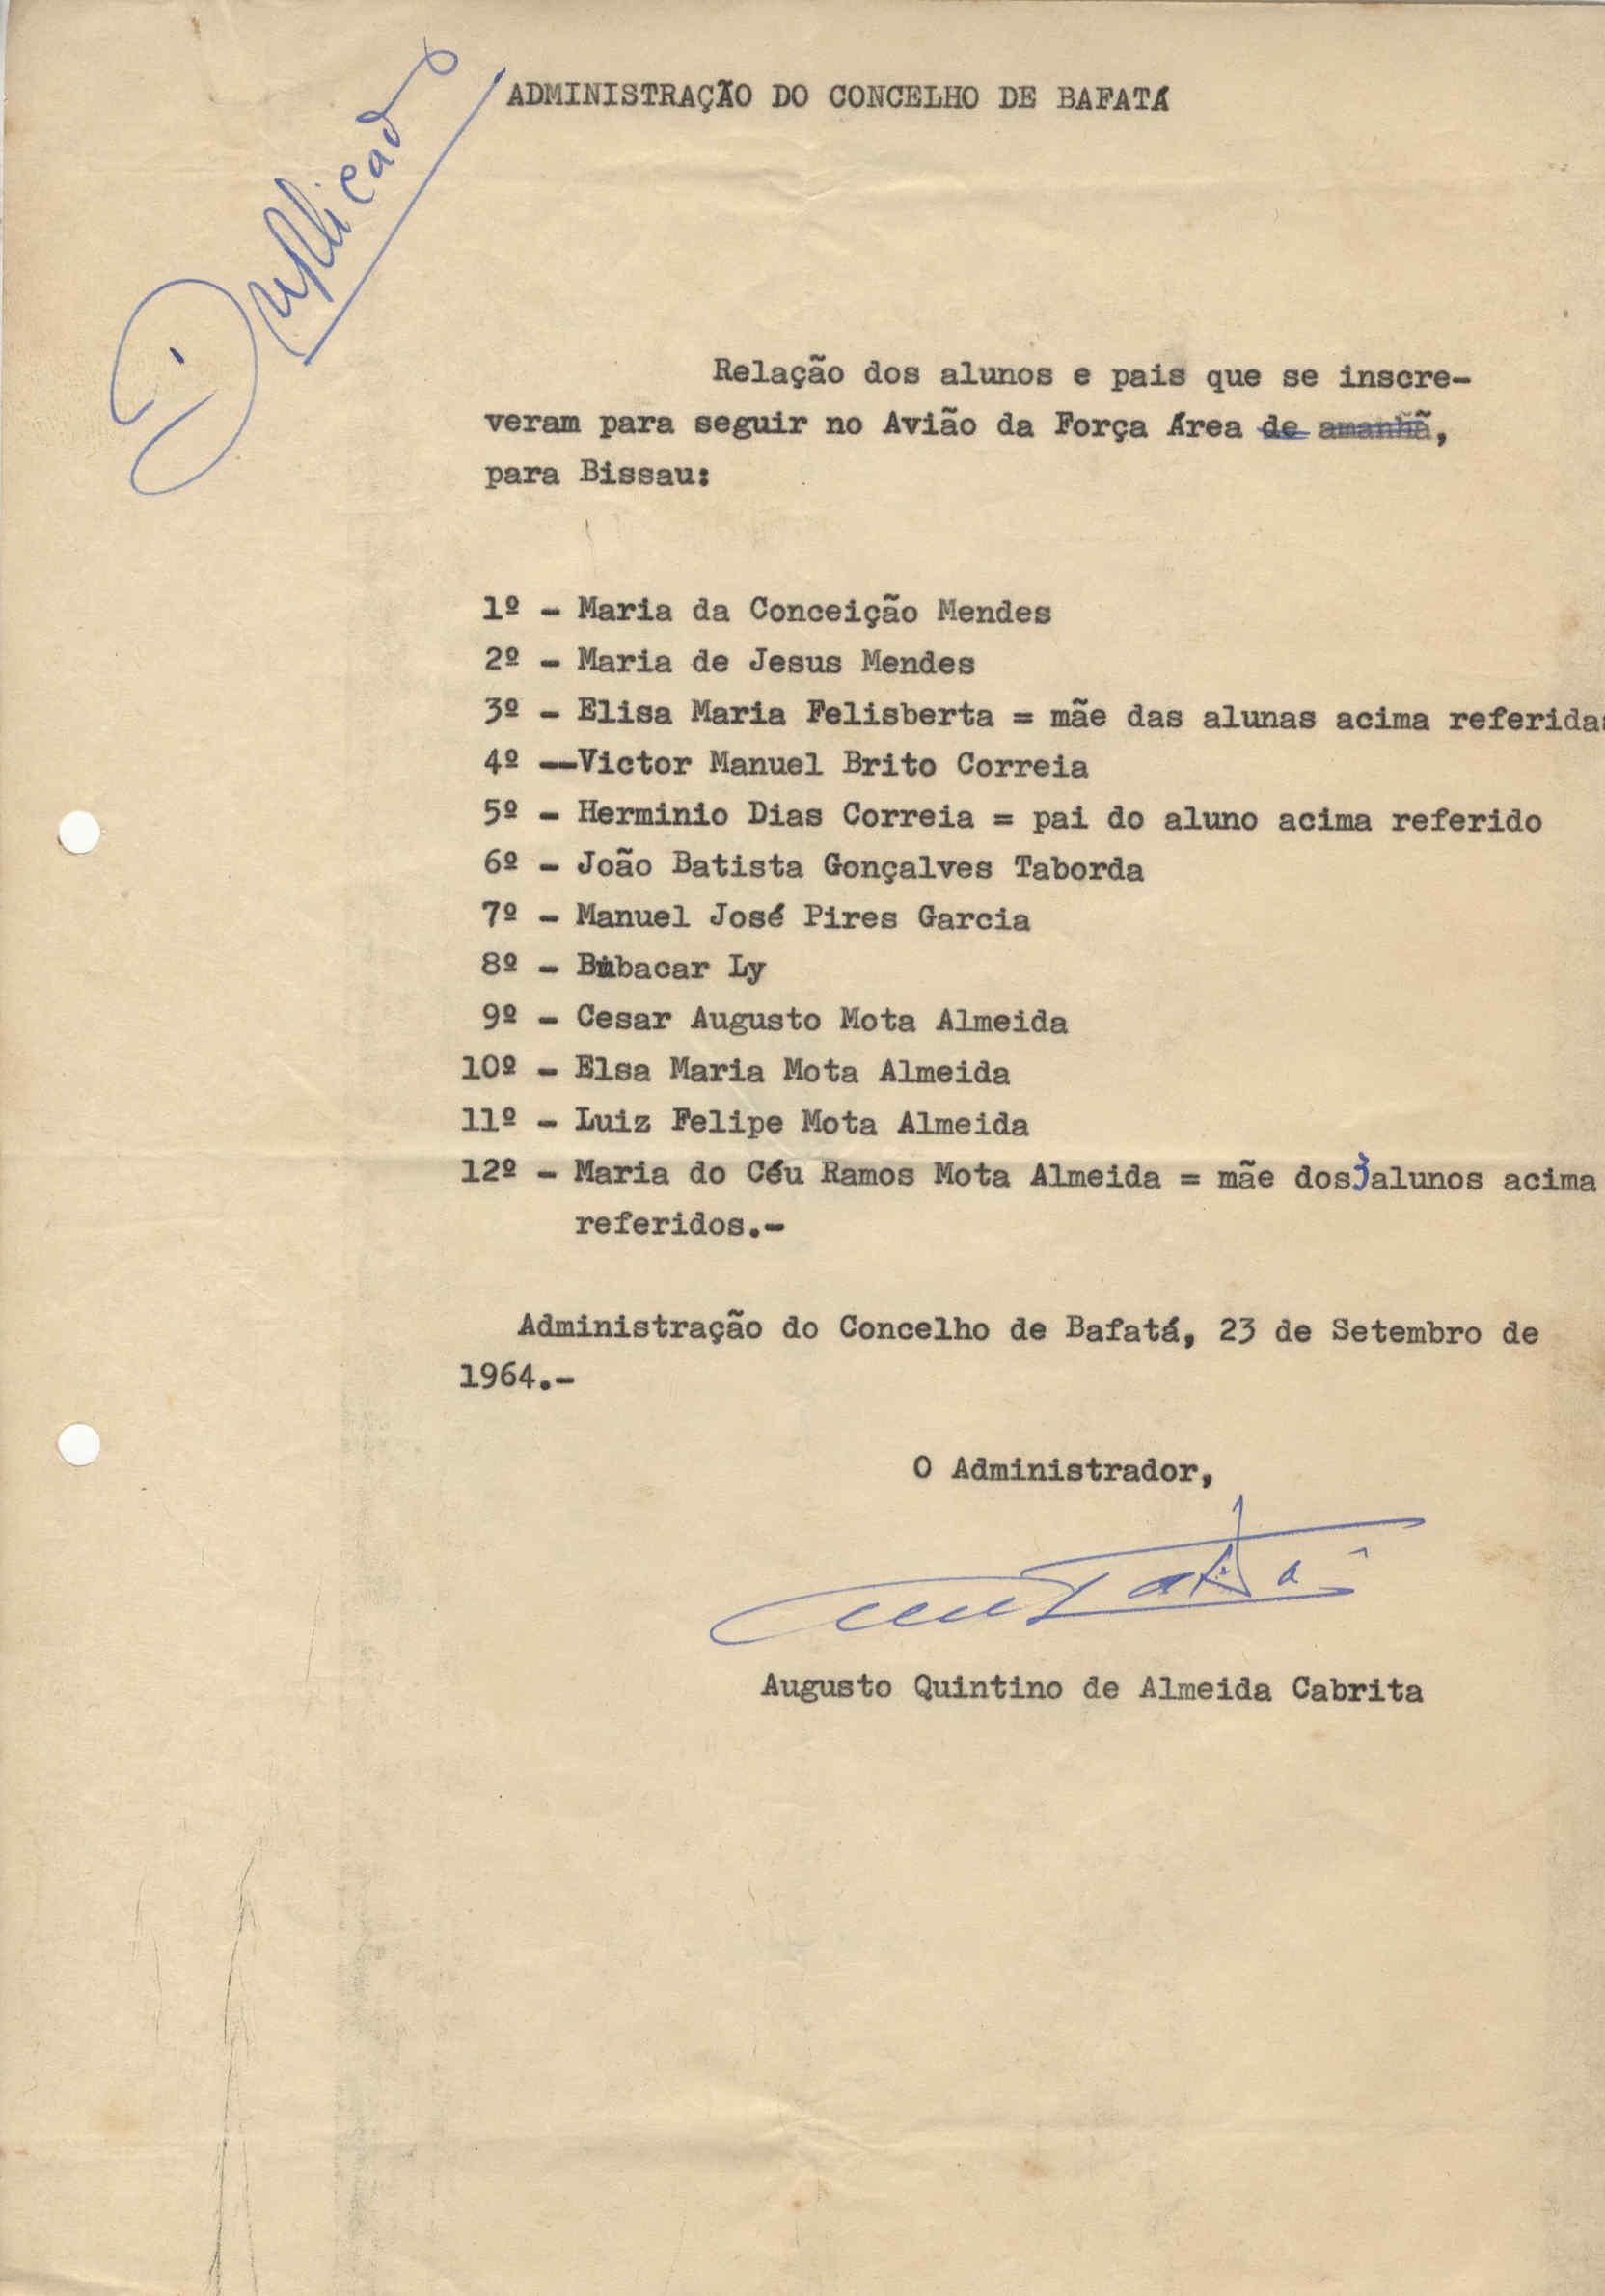 Duplicado
ADMINISTRAÇÃO DO CONCELHO DE BAFATÁ
Relação dos alunos e pais que se inscre-
veram para seguir no Avião da Força Área de amanhã,
para Bissau:
1º - Maria da Conceição Mendes
2º - Maria de Jesus Mendes
3º - Elisa Maria Felisberta = mãe das alunas acima referidas
4º --Victor Manuel Brito Correia
5º - Herminio Dias Correia = pai do aluno acima referido
6º - João Batista Gonçalves Taborda
7º - Manuel José Pires Garcia
8º - Bubacar Ly
9º - Cesar Augusto Mota Almeida
10º - Elsa Maria Mota Almeida
11º - Luiz Felipe Mota Almeida
12º - Maria do Céu Ramos Mota Almeida = mãe dos 3 alunos acima
referidos.-
Administração do Concelho de Bafatá, 23 de Setembro de
1964.-
O Administrador,
Augusto Quintino de Almeida Cabrita